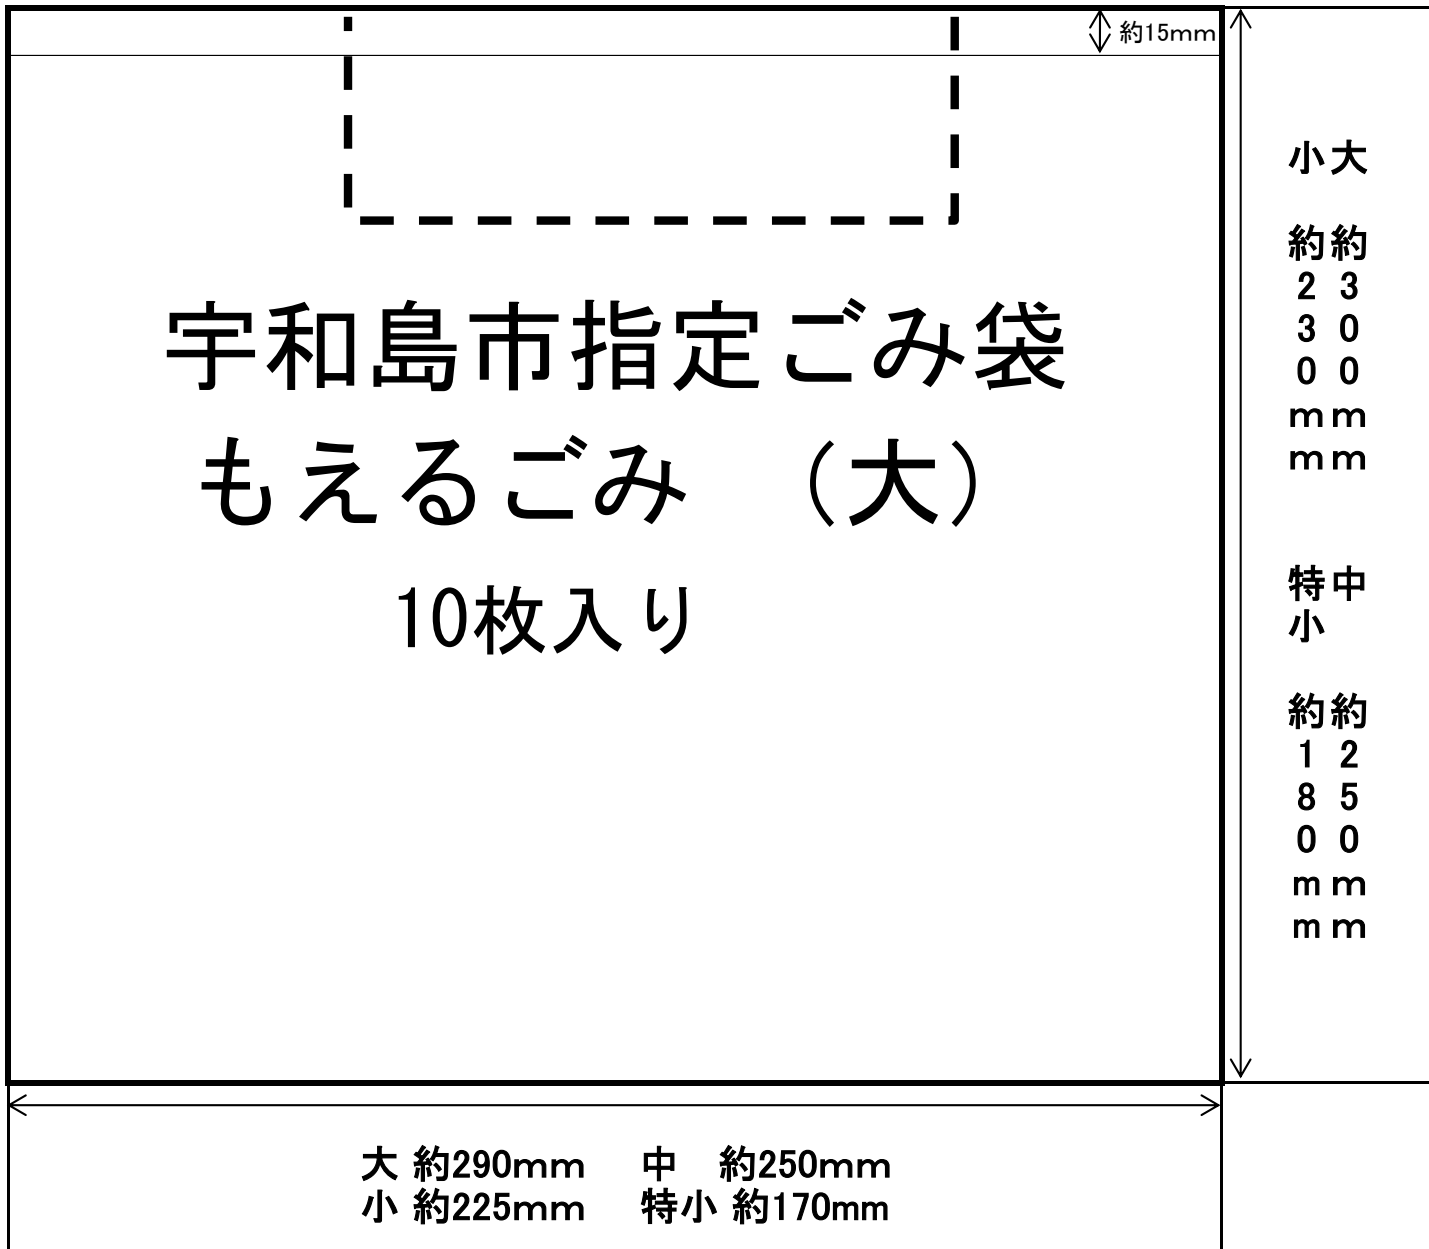 約15mm
宇和島市指定ごみ袋
もえるごみ （大）
10枚入り
大 約300mm 中 約250mm
小 約230mm 特小 約180mm
大 約290mm 中 約250mm
小 約225mm 特小 約170mm